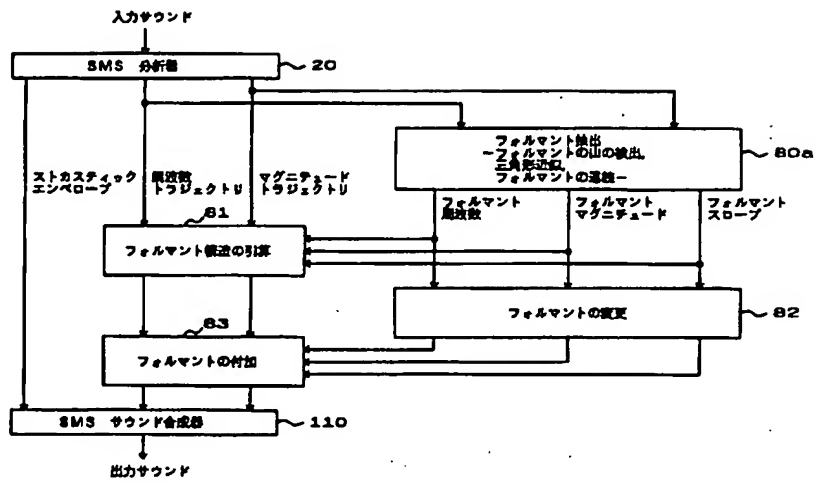 入力サウンド
SMS 分析器
20
フォルマント抽出
ーフォルマントの山の検出,
三角形近似,
フォルマントの連続ー
80a
ストカスティック
エンベロープ
周波数
トラジェクトリ
マグニテュード
トラジェクトリ
フォルマント
周波数
フォルマント
マグニチュード
フォルマント
スロープ
81
フォルマント構造の引算
フォルマントの変更
82
83
フォルマントの付加
SMS サウンド合成器
110
出力サウンド